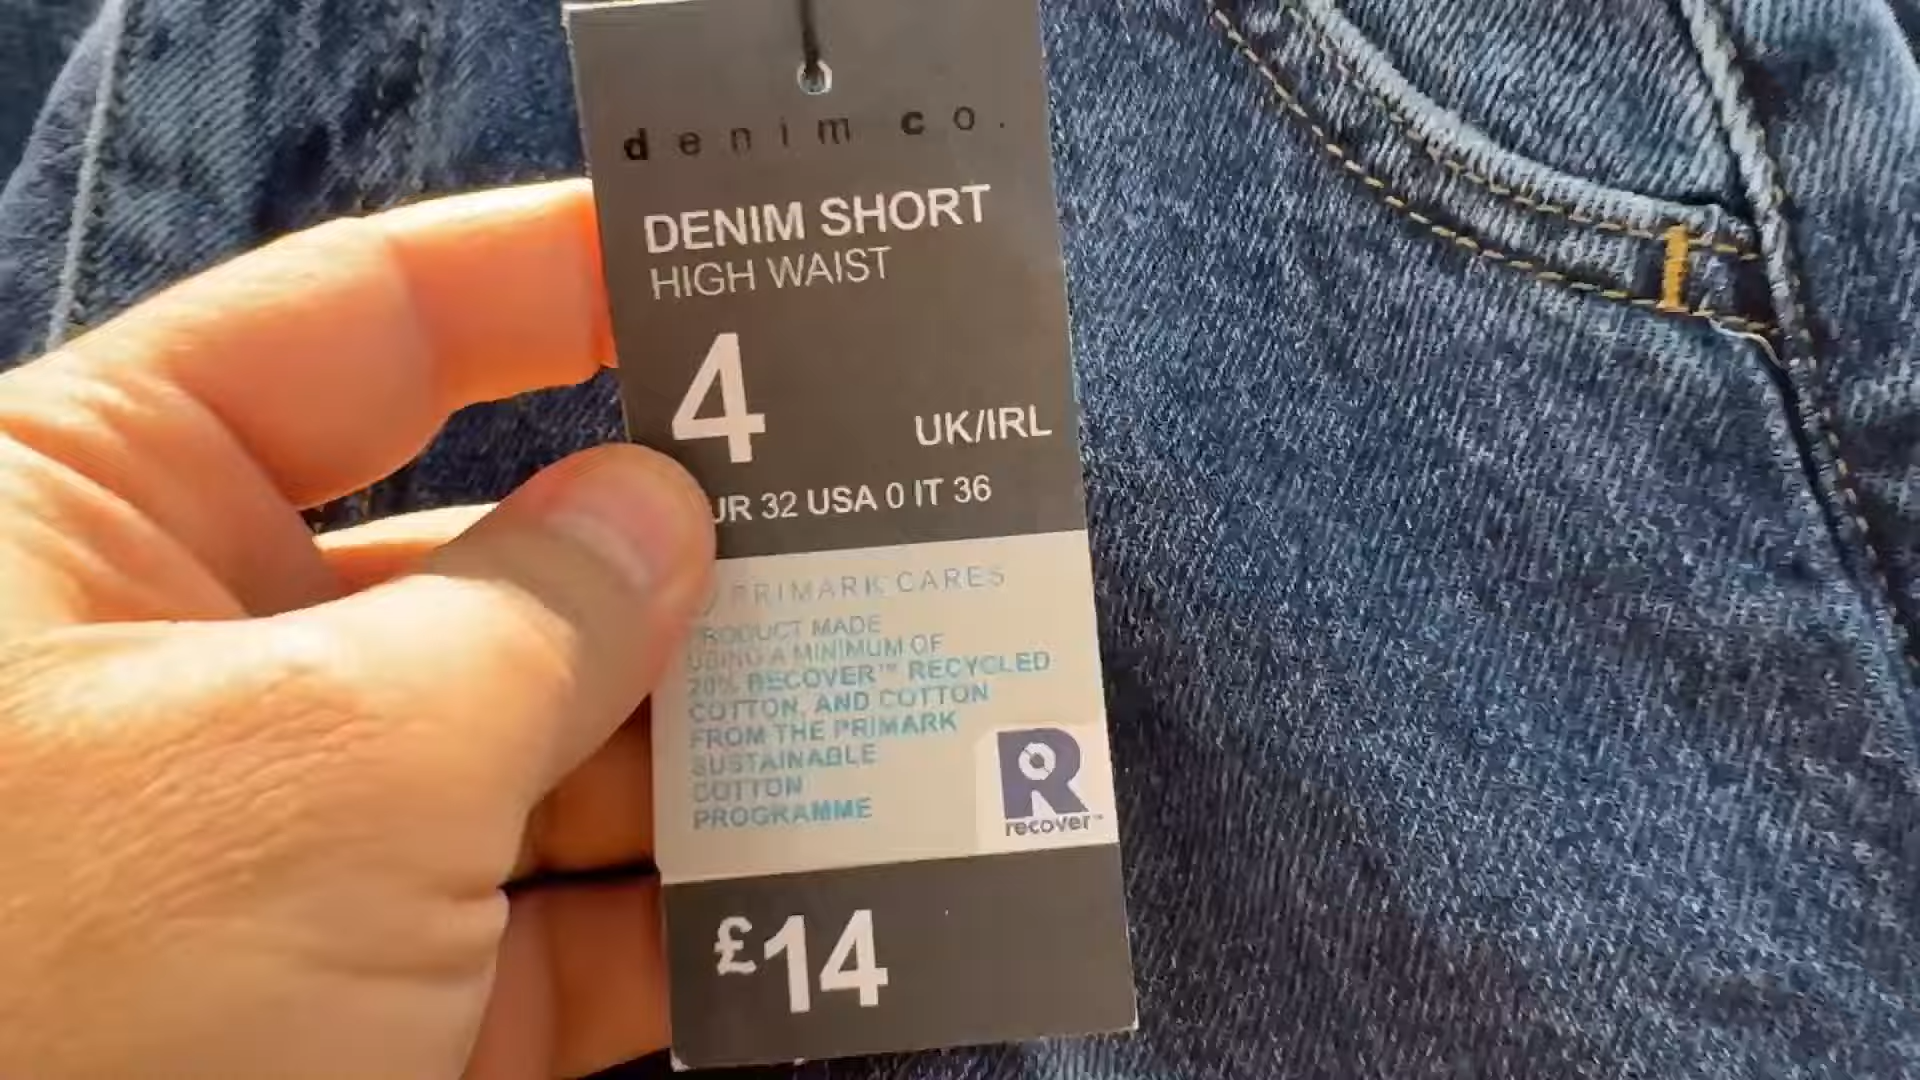 denim co.
DENIM SHORT
HIGH WAIST
4 UK/IRL
UR 32 USA 0 IT 36
PRIMARK CARES
RODUCT MADE
USING A MINIMUM OF
20% RECOVER™ RECYCLED
COTTON, AND COTTON
FROM THE PRIMARK
SUSTAINABLE
COTTON
PROGRAMME
R
recover™
£14